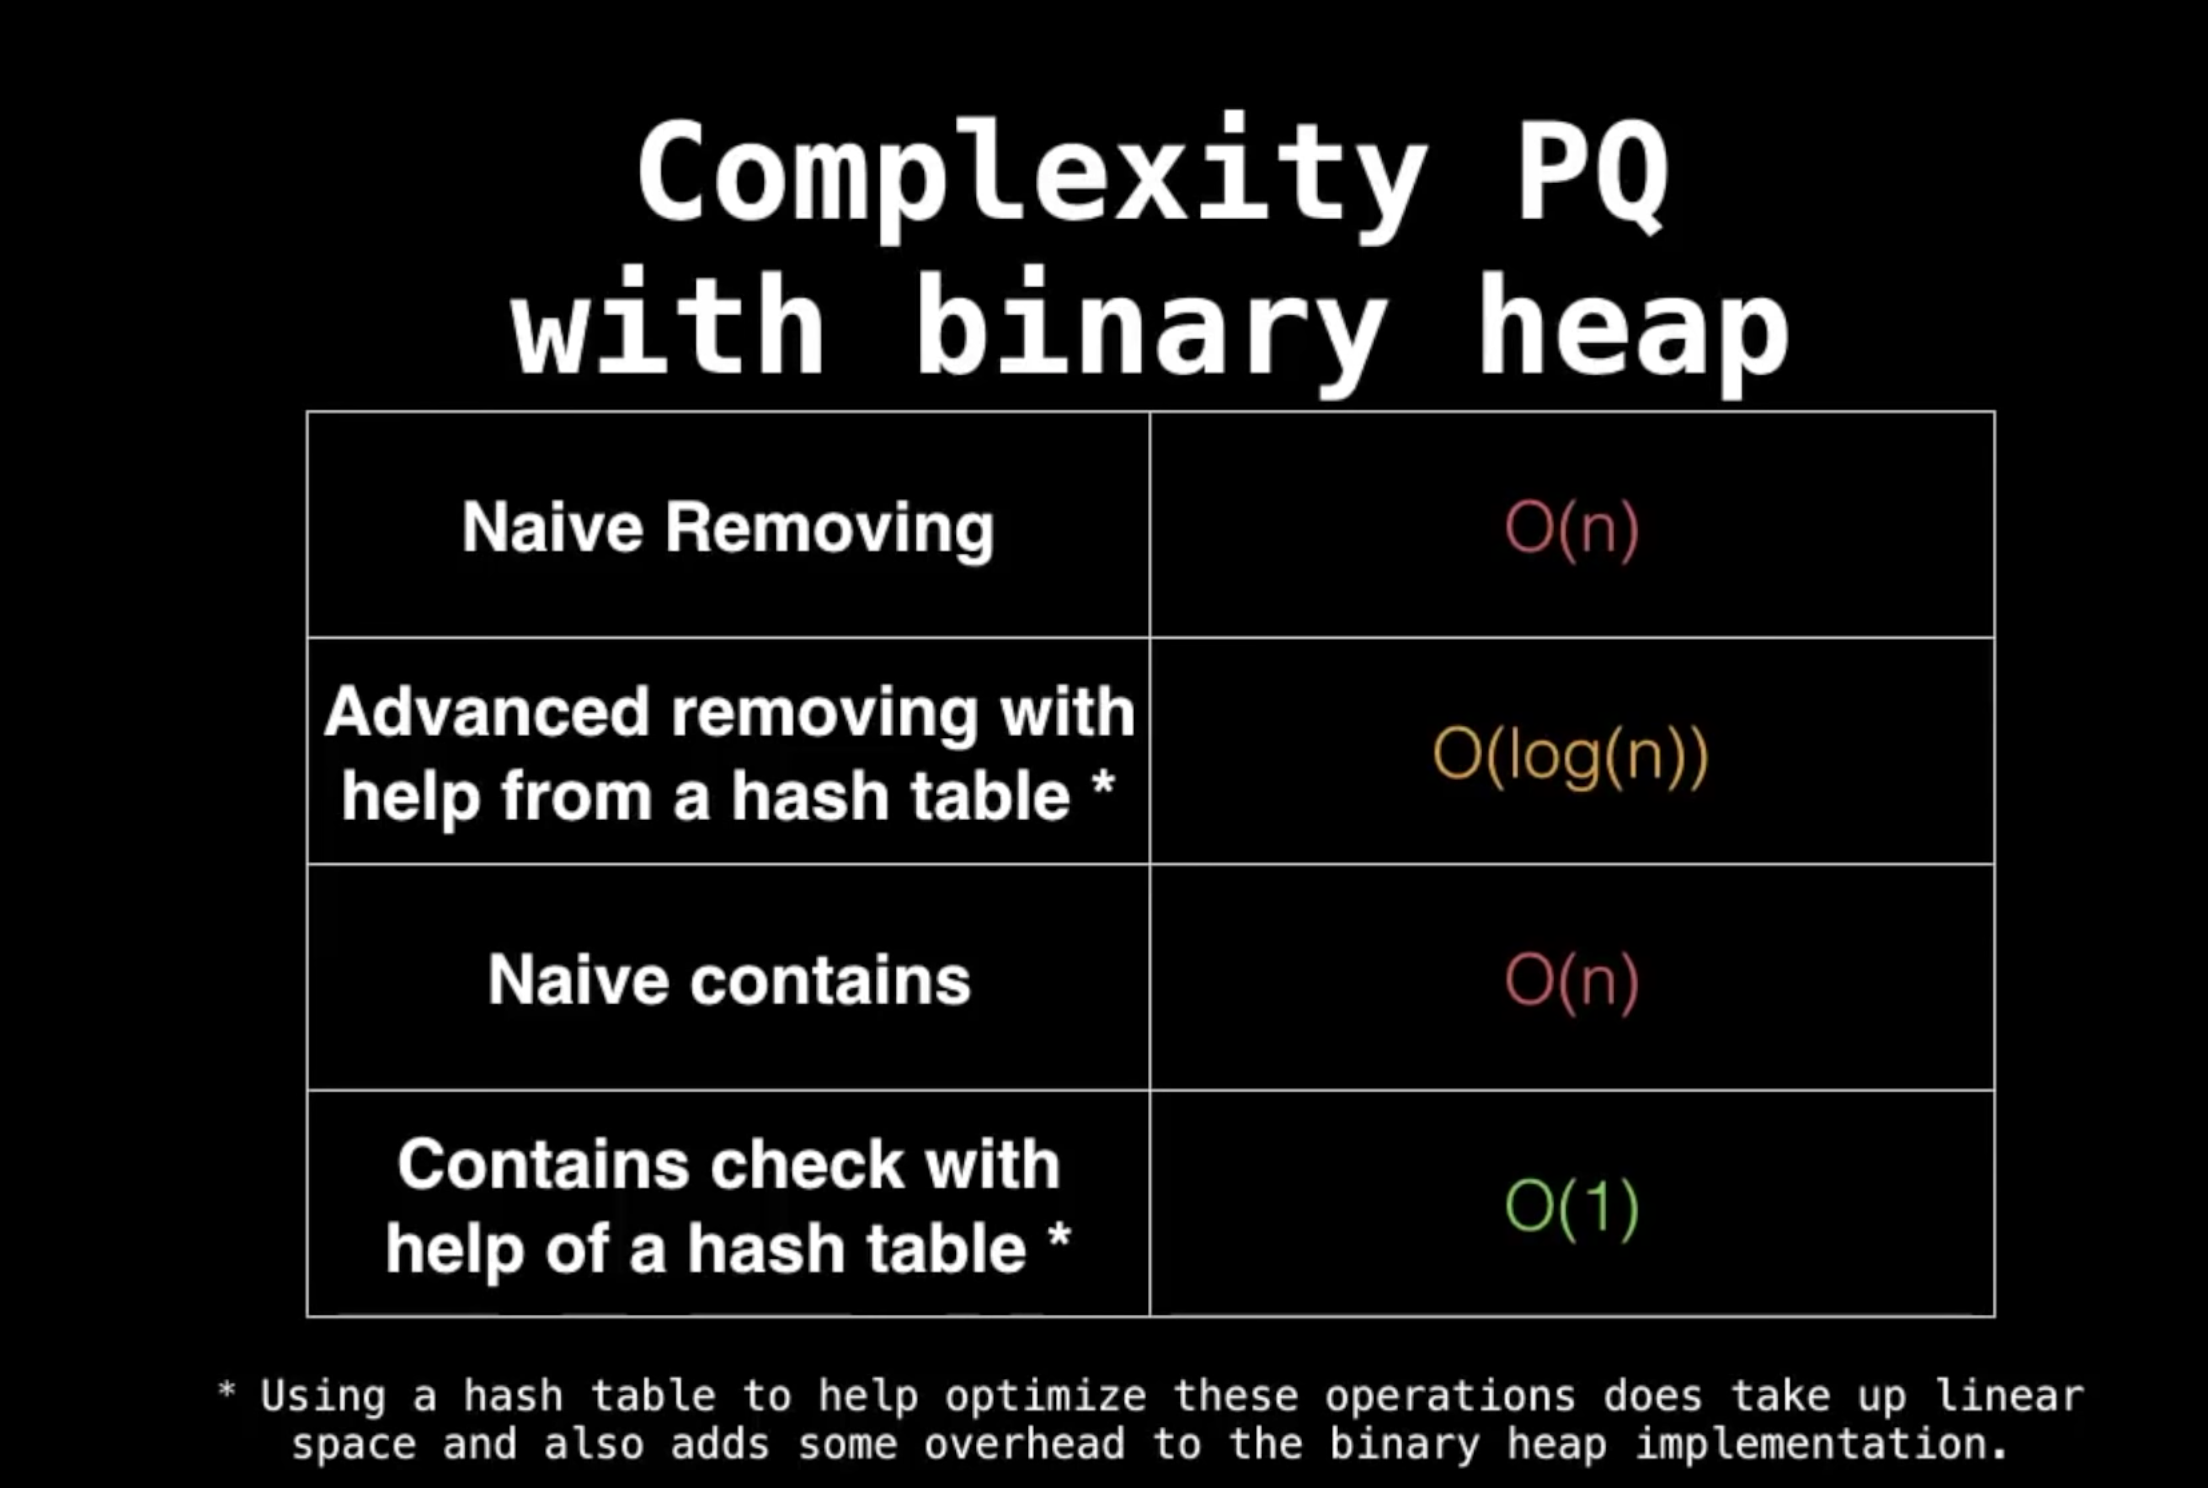 Complexity PQ
with binary heap
Naive Removing
O(n)
Advanced removing with
help from a hash table *
O(log(n))
Naive contains
O(n)
Contains check with
help of a hash table *
O(1)
* Using a hash table to help optimize these operations does take up linear
space and also adds some overhead to the binary heap implementation.